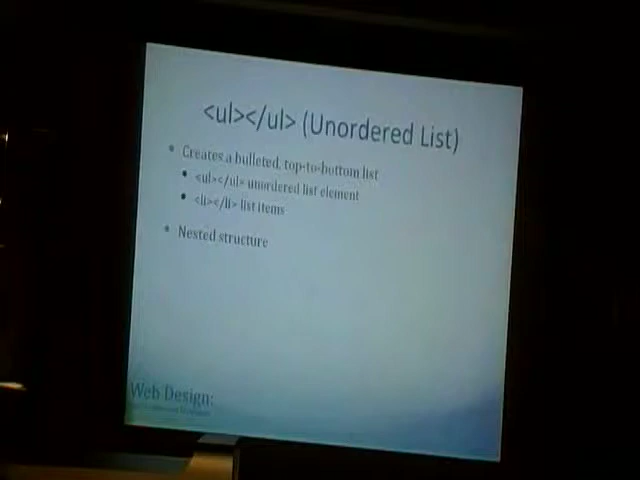 <ul></ul> (Unordered List)
• Creates a bulleted, top-to-bottom list
• <ul></ul> unordered list element
• <li></li> list items
• Nested structure
Web Design: